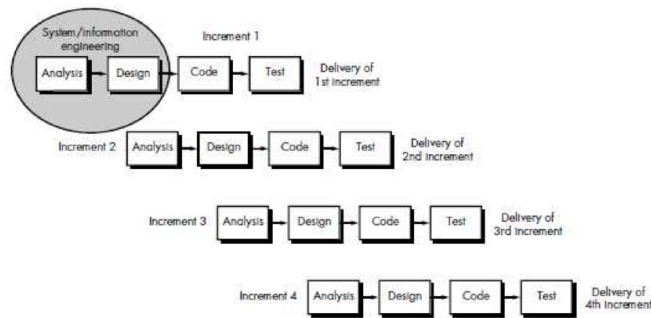 System/information
engineering
Increment 1
Analysis
Design
Code
Test
Delivery of
1st increment
Increment 2
Analysis
Design
Code
Test
Delivery of
2nd increment
Increment 3
Analysis
Design
Code
Test
Delivery of
3rd increment
Increment 4
Analysis
Design
Code
Test
Delivery of
4th increment